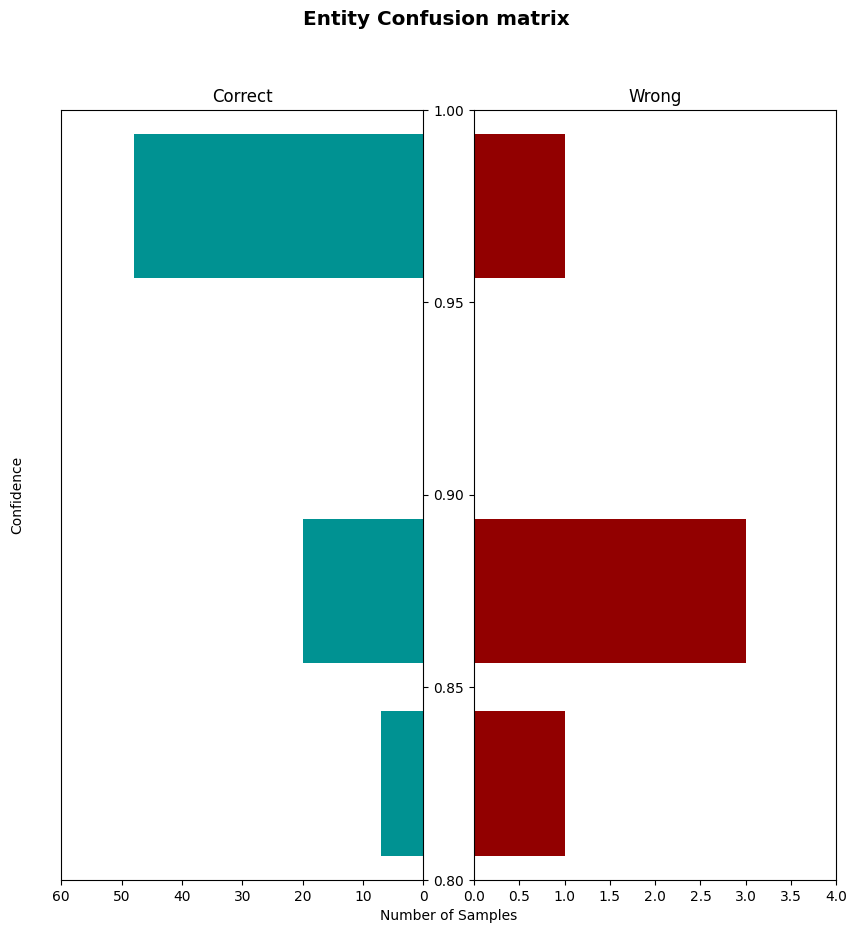 Entity Confusion matrix
Correct
Wrong
1.00
0.95
0.90
0.85
0.80
Confidence
60 50 40 30 20 10 0
0.0 0.5 1.0 1.5 2.0 2.5 3.0 3.5 4.0
Number of Samples